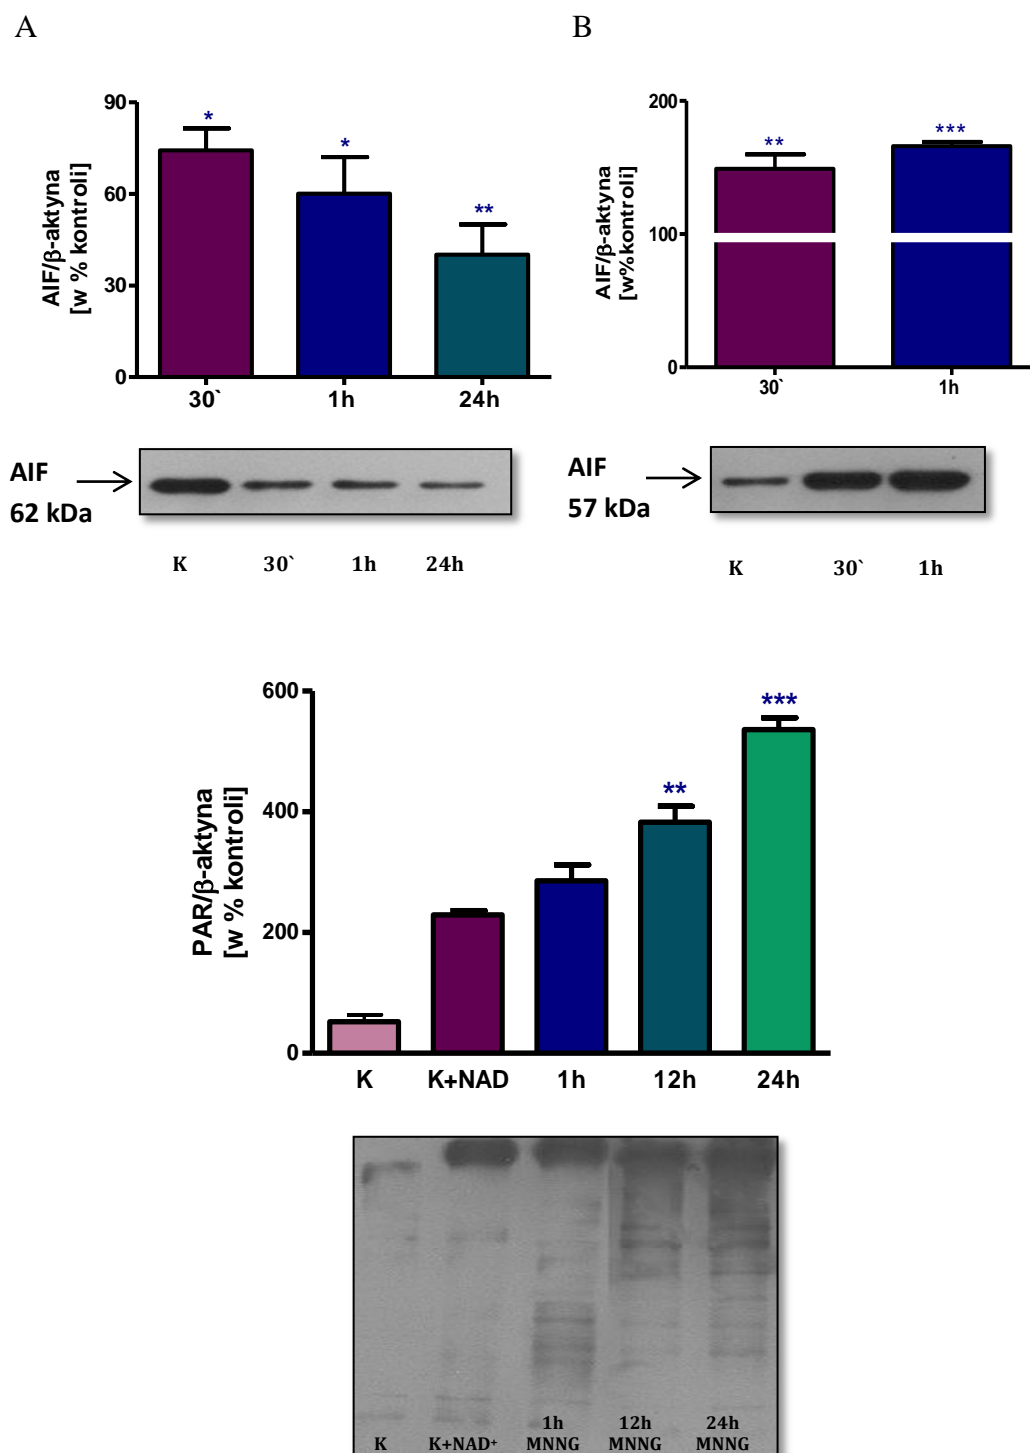 A
B
AIF/β-aktyna
[w % kontroli]
90
60
30
0
*
*
**
30`
1h
24h
AIF/β-aktyna
[w%kontroli]
200
100
0
**
***
30`
1h
AIF
62 kDa
K
30`
1h
24h
AIF
57 kDa
K
30`
1h
PAR/β-aktyna
[w % kontroli]
600
400
200
0
**
***
K
K+NAD
1h
12h
24h
K
K+NAD+
1h
MNNG
12h
MNNG
24h
MNNG